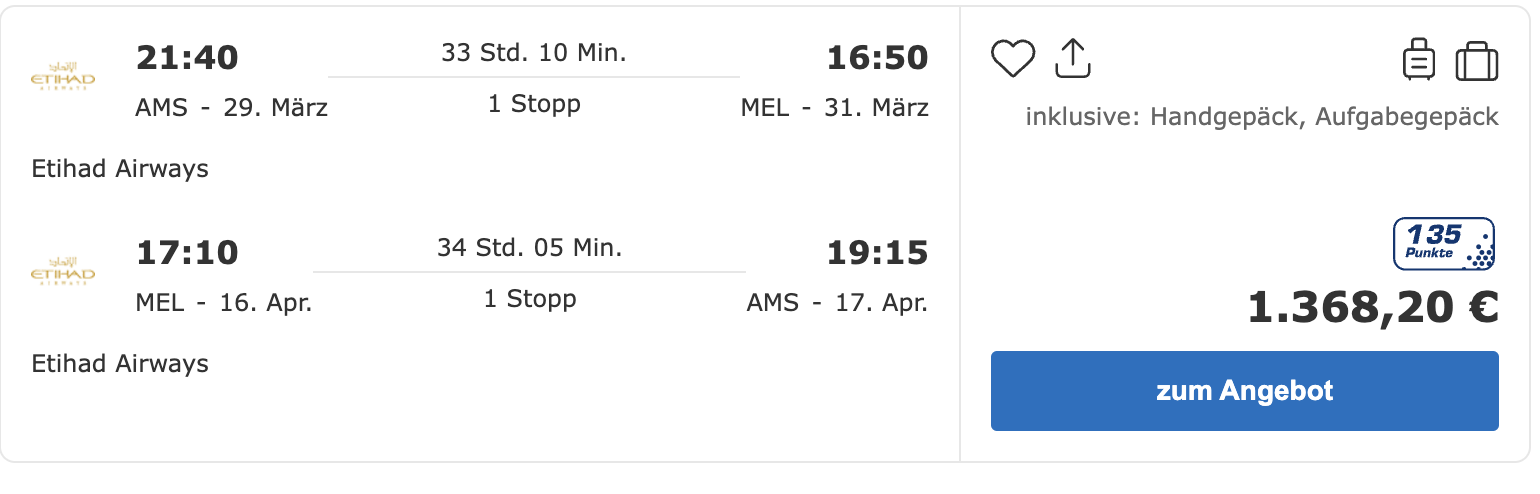 21:40
33 Std. 10 Min.
16:50
ETIHAD
AIRWAYS
AMS - 29. März
1 Stopp
MEL - 31. März
Etihad Airways
17:10
34 Std. 05 Min.
19:15
ETIHAD
AIRWAYS
MEL - 16. Apr.
1 Stopp
AMS - 17. Apr.
Etihad Airways
inklusive: Handgepäck, Aufgabegepäck
135
Punkte
1.368,20 €
zum Angebot